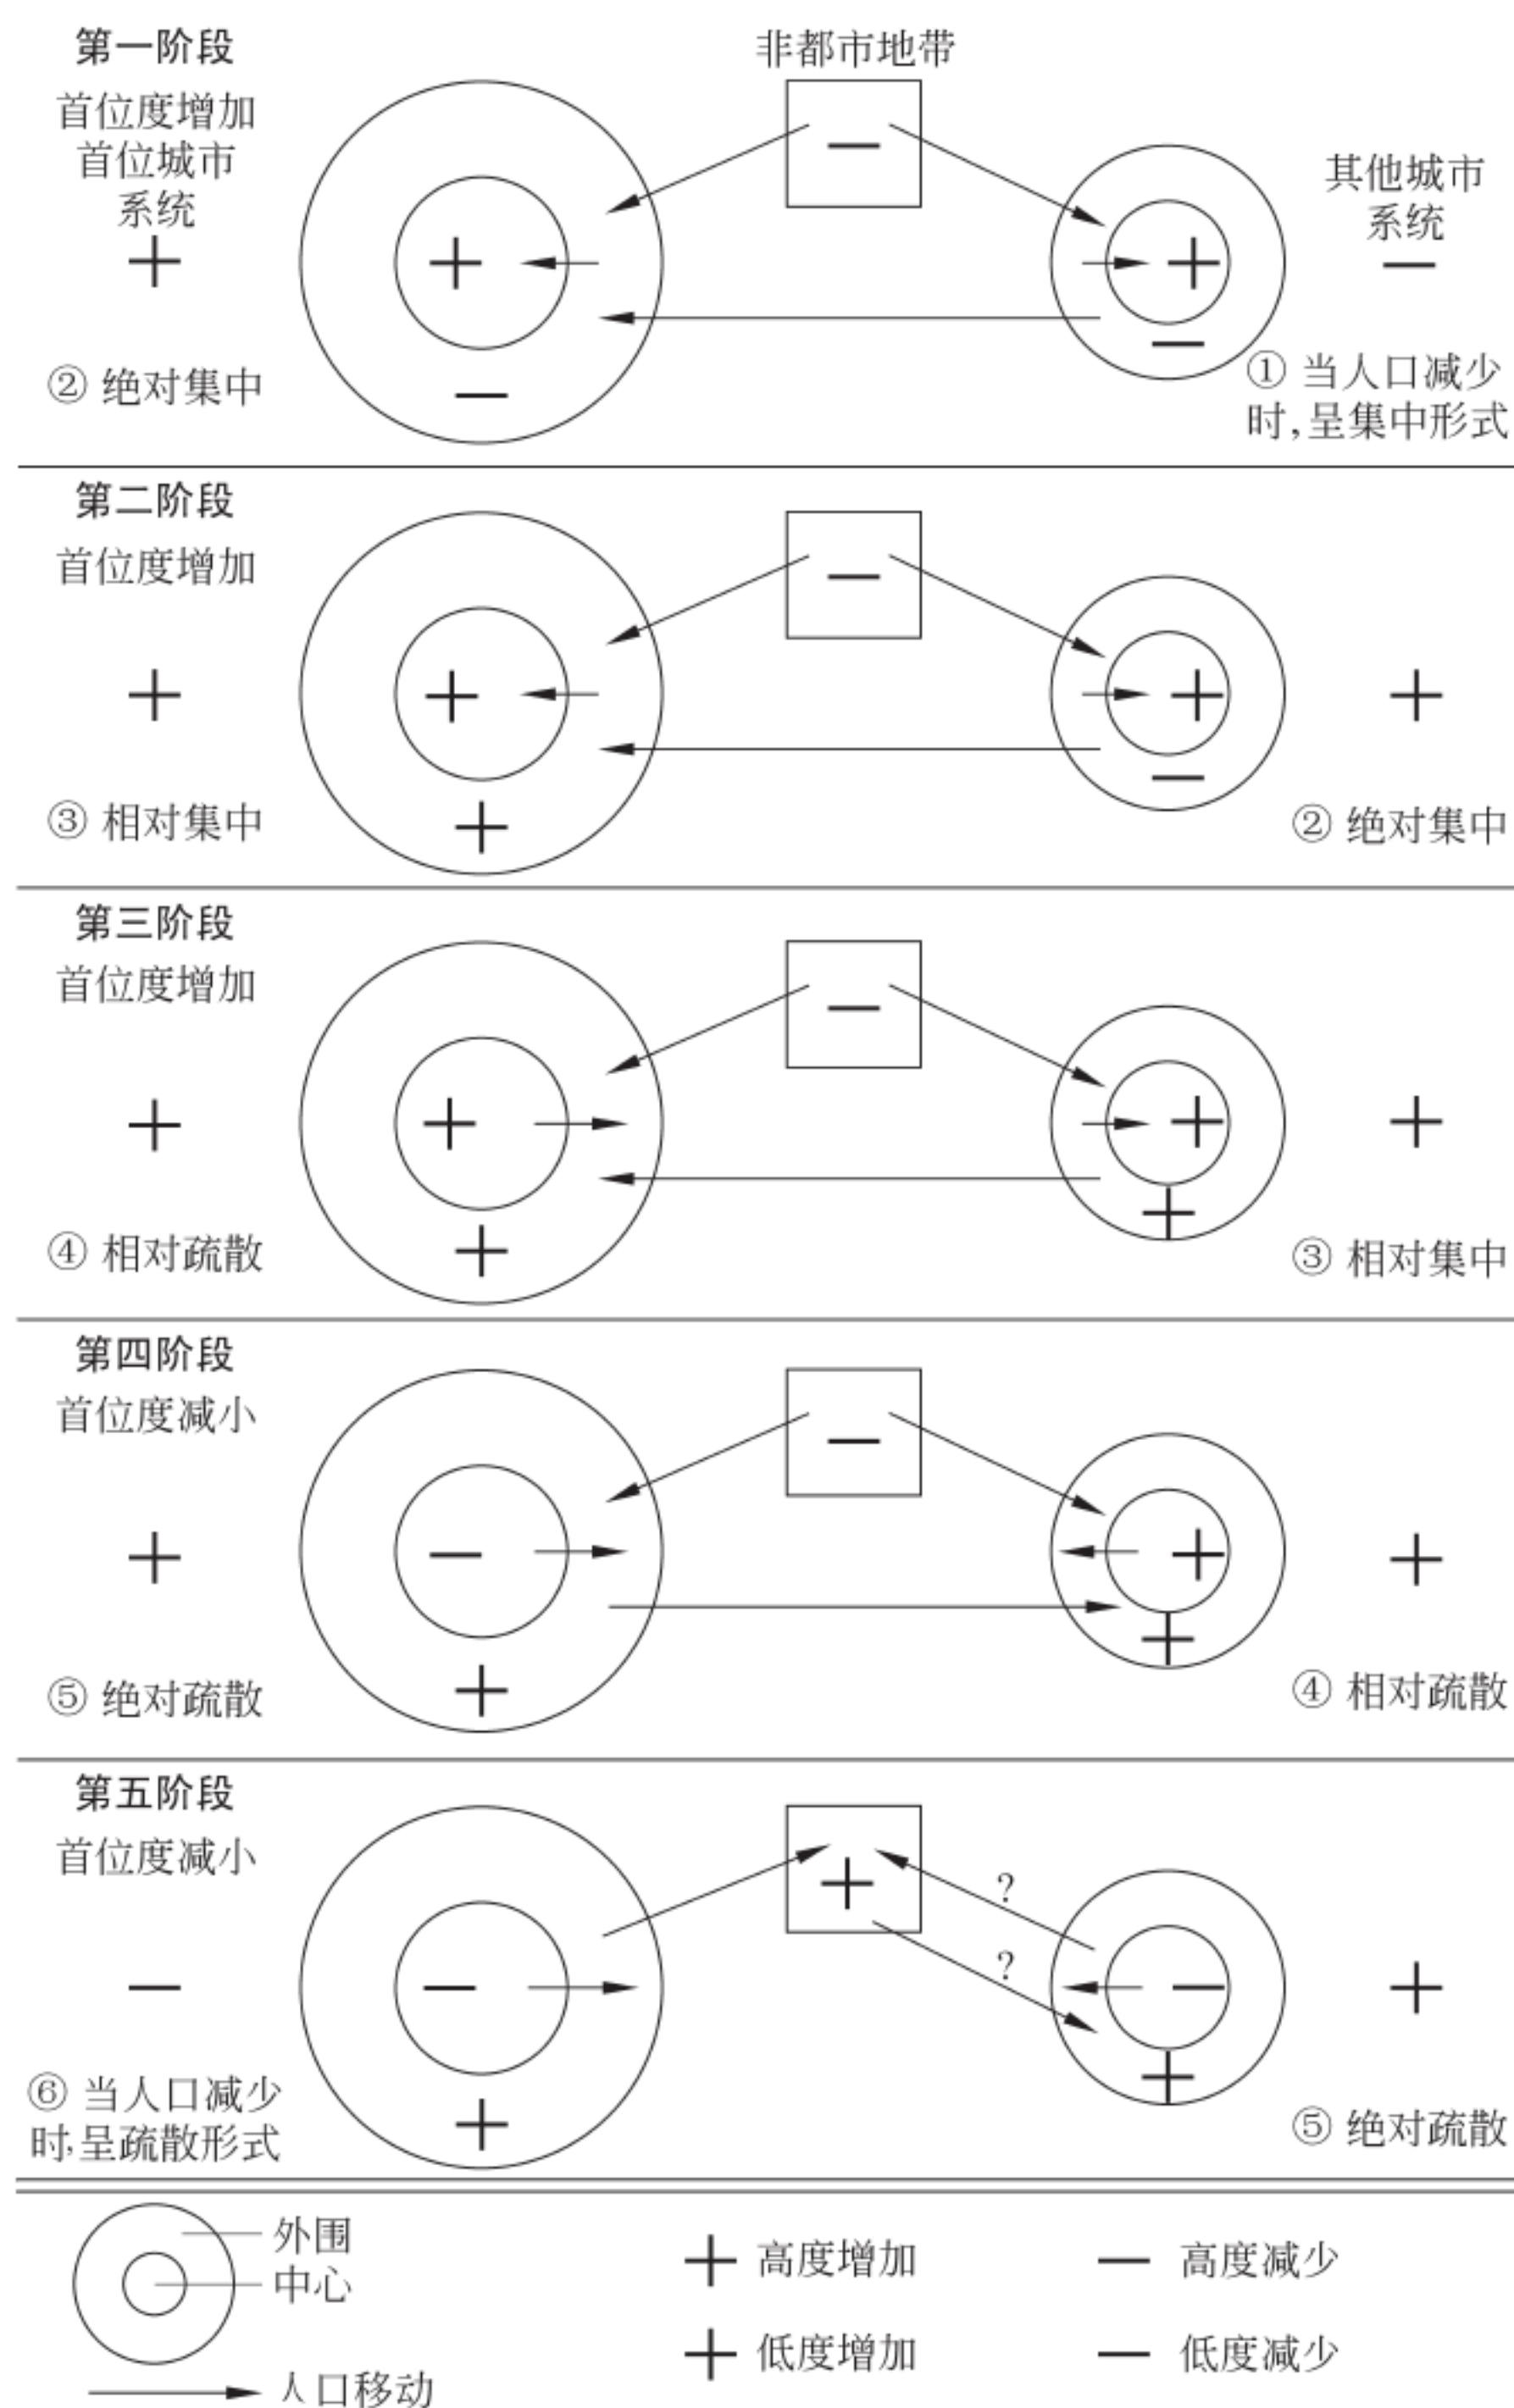 第一阶段
首位度增加
首位城市
系统
+
② 绝对集中
非都市地带
−
+
−
+
−
其他城市
系统
−
① 当人口减少
时,呈集中形式
第二阶段
首位度增加
+
③ 相对集中
−
+
+
+
−
+
② 绝对集中
第三阶段
首位度增加
+
④ 相对疏散
−
+
+
+
+
+
③ 相对集中
第四阶段
首位度减小
+
⑤ 绝对疏散
−
−
+
+
+
+
④ 相对疏散
第五阶段
首位度减小
−
⑥ 当人口减少
时,呈疏散形式
+
?
?
−
+
−
+
+
⑤ 绝对疏散
外围
中心
人口移动
+ 高度增加
− 高度减少
+ 低度增加
− 低度减少